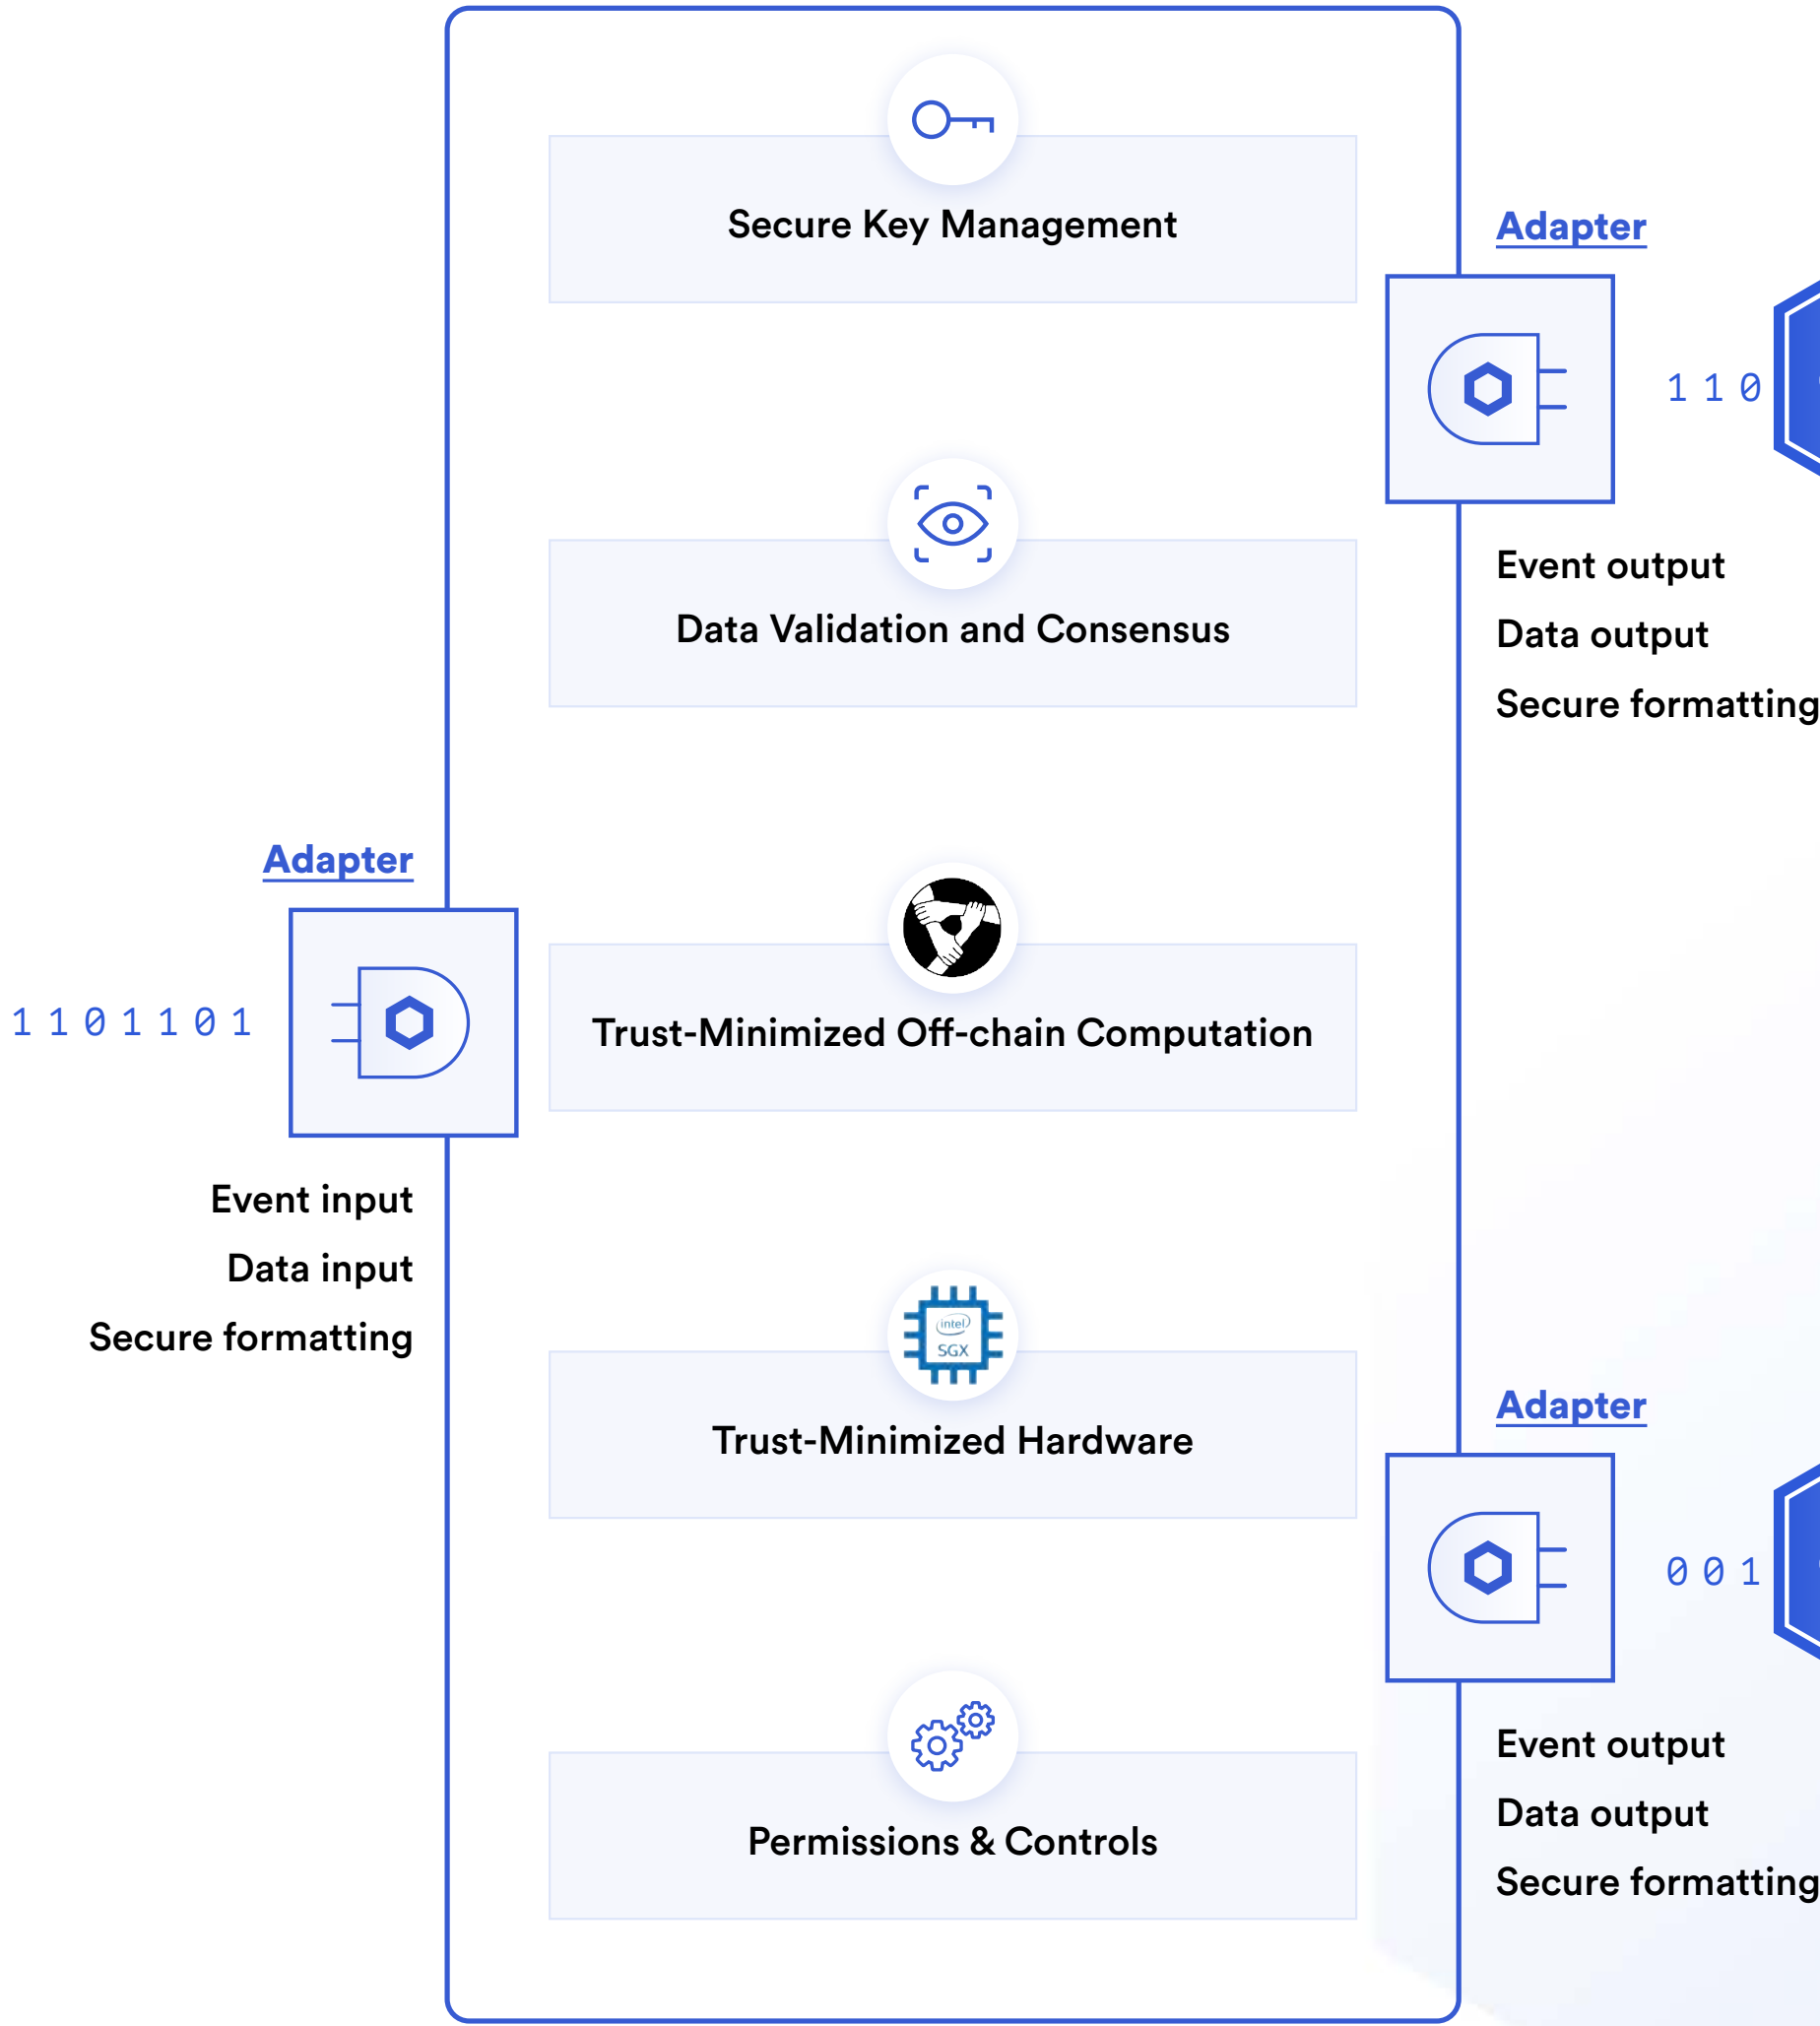 Secure Key Management
Adapter
1 1 0
Data Validation and Consensus
Event output
Data output
Secure formatting
Adapter
1 1 0 1 1 0 1
Trust-Minimized Off-chain Computation
Event input
Data input
Secure formatting
intel
SGX
Trust-Minimized Hardware
Adapter
0 0 1
Permissions & Controls
Event output
Data output
Secure formatting